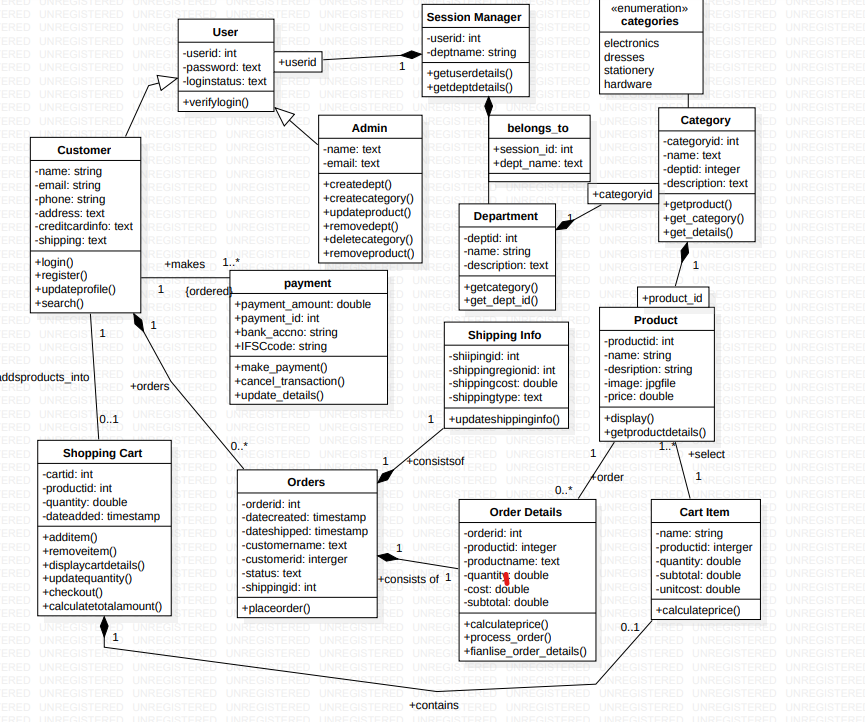 User
-userid: int
-password: text
-loginstatus: text
+verifylogin()
+userid
1
Session Manager
-userid: int
-deptname: string
+getuserdetails()
+getdeptdetails()
«enumeration»
categories
electronics
dresses
stationery
hardware
Customer
-name: string
-email: string
-phone: string
-address: text
-creditcardinfo: text
-shipping: text
+login()
+register()
+updateprofile()
+search()
Admin
-name: text
-email: text
+createdept()
+createcategory()
+updateproduct()
+removedept()
+deletecategory()
+removeproduct()
belongs_to
+session_id: int
+dept_name: text
Category
-categoryid: int
-name: text
-deptid: integer
-description: text
+getproduct()
+get_category()
+get_details()
+categoryid
1
Department
-deptid: int
-name: string
-description: text
+getcategory()
+get_dept_id()
1
+product_id
+makes
1..*
1
{ordered}
payment
+payment_amount: double
+payment_id: int
+bank_accno: string
+IFSCcode: string
+make_payment()
+cancel_transaction()
+update_details()
Product
-productid: int
-name: string
-desription: string
-image: jpgfile
-price: double
+display()
+getproductdetails()
Shipping Info
-shiipingid: int
-shippingregionid: int
-shippingcost: double
-shippingtype: text
+updateshippinginfo()
1
1
addsproducts_into
0..1
+orders
0..*
1
1
+consistsof
1
+order
0..*
1..*
+select
1
Shopping Cart
-cartid: int
-productid: int
-quantity: double
-dateadded: timestamp
+additem()
+removeitem()
+displaycartdetails()
+updatequantity()
+checkout()
+calculatetotalamount()
Orders
-orderid: int
-datecreated: timestamp
-dateshipped: timestamp
-customername: text
-customerid: interger
-status: text
-shippingid: int
+placeorder()
1
+consists of
1
Order Details
-orderid: int
-productid: integer
-productname: text
-quantity: double
-cost: double
-subtotal: double
+calculateprice()
+process_order()
+fianlise_order_details()
Cart Item
-name: string
-productid: interger
-quantity: double
-subtotal: double
-unitcost: double
+calculateprice()
0..1
1
+contains
UNREGISTERED